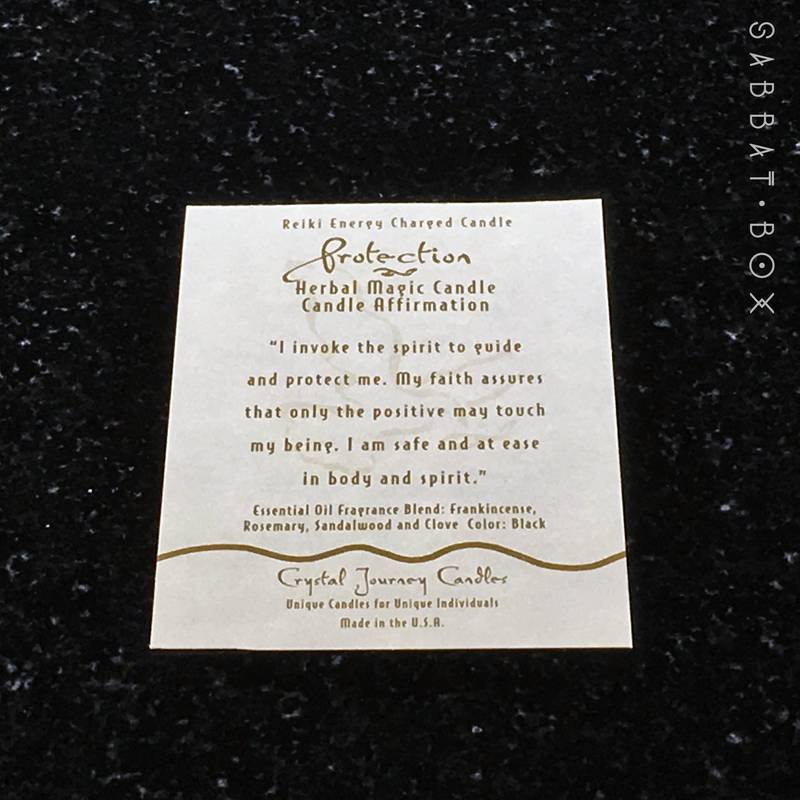 Reiki Energy Charged Candle
Protection
Herbal Magic Candle
Candle Affirmation
"I invoke the spirit to guide
and protect me. My faith assures
that only the positive may touch
my being. I am safe and at ease
in body and spirit."
Essential Oil Fragrance Blend: Frankincense,
Rosemary, Sandalwood and Clove Color: Black
Crystal Journey Candles
Unique Candles for Unique Individuals
Made in the U.S.A.
SABBAT·BOX